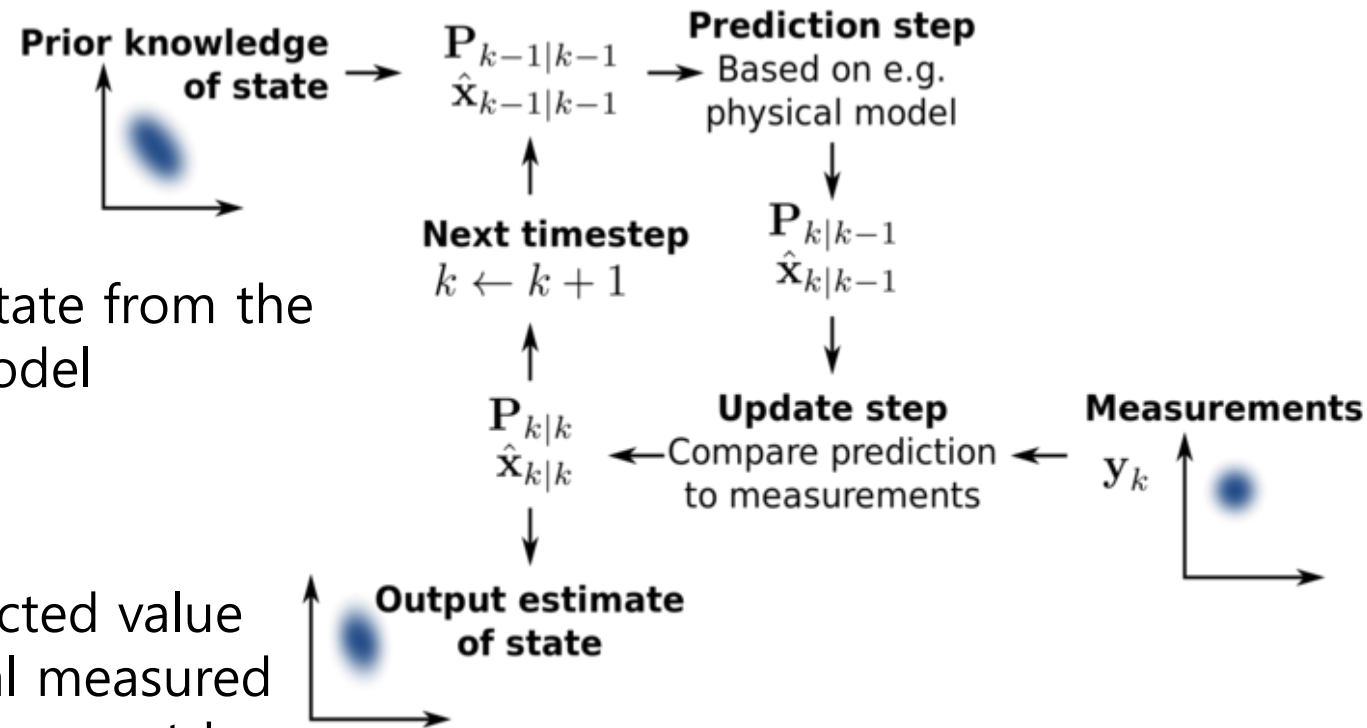 Prior knowledge
of state
P_{k-1|k-1}
x̂_{k-1|k-1}
Prediction step
Based on e.g.
physical model
Next timestep
k ← k + 1
P_{k|k-1}
x̂_{k|k-1}
tate from the
odel
P_{k|k}
x̂_{k|k}
Update step
Compare prediction
to measurements
Measurements
y_k
Output estimate
of state
cted value
l measured